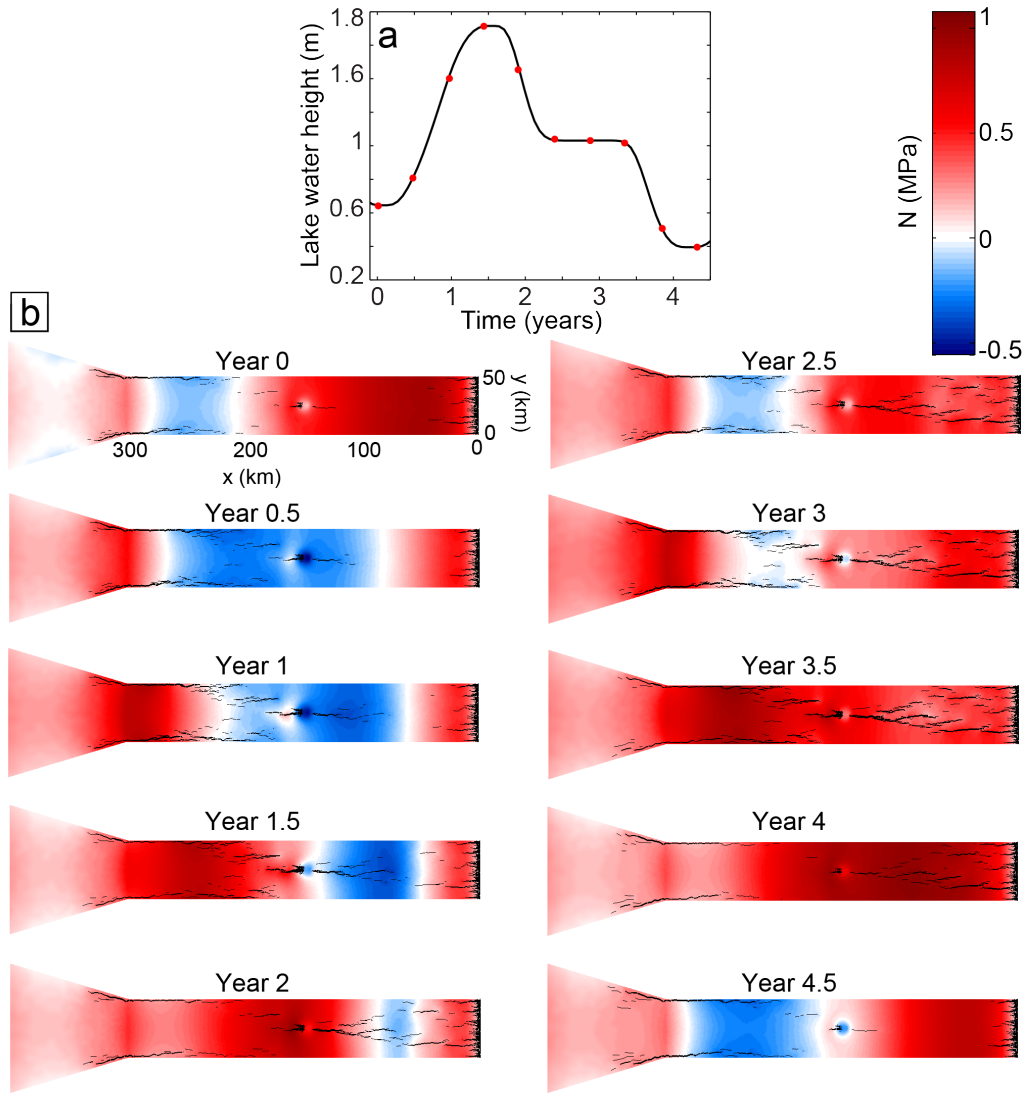 a
Lake water height (m)
1.8
1.6
1
0.6
0.2
0 1 2 3 4
Time (years)
N (MPa)
1
0.5
0
-0.5
b
Year 0
50
0
y (km)
300 200 100 0
x (km)
Year 0.5
Year 1
Year 1.5
Year 2
Year 2.5
Year 3
Year 3.5
Year 4
Year 4.5